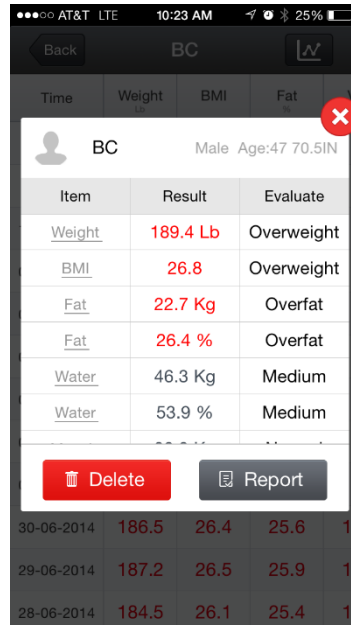 AT&T LTE 10:23 AM 25%
Back BC
Time Weight BMI Fat
Lb %
BC Male Age:47 70.5IN
Item Result Evaluate
Weight 189.4 Lb Overweight
BMI 26.8 Overweight
Fat 22.7 Kg Overfat
Fat 26.4 % Overfat
Water 46.3 Kg Medium
Water 53.9 % Medium
Delete Report
30-06-2014 186.5 26.4 25.6 1
29-06-2014 187.2 26.5 25.9 1
28-06-2014 184.5 26.1 25.4 1